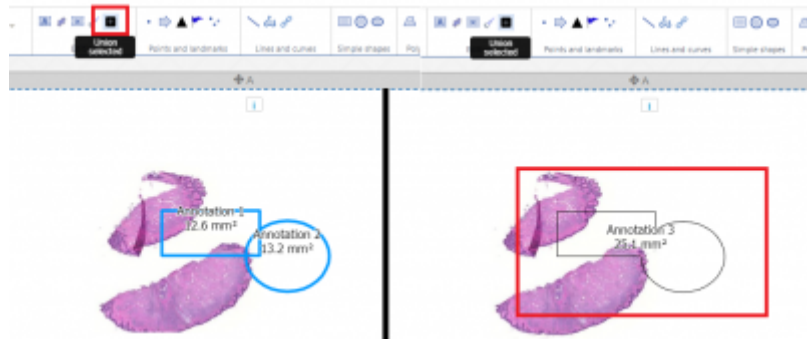 Union
selected
Points and landmarks
Lines and curves
Simple shapes
Union
selected
Points and landmarks
Lines and curves
Simple shapes
A
A
i
i
Annotation 1
12.6 mm²
Annotation 2
13.2 mm²
Annotation 3
25.1 mm²